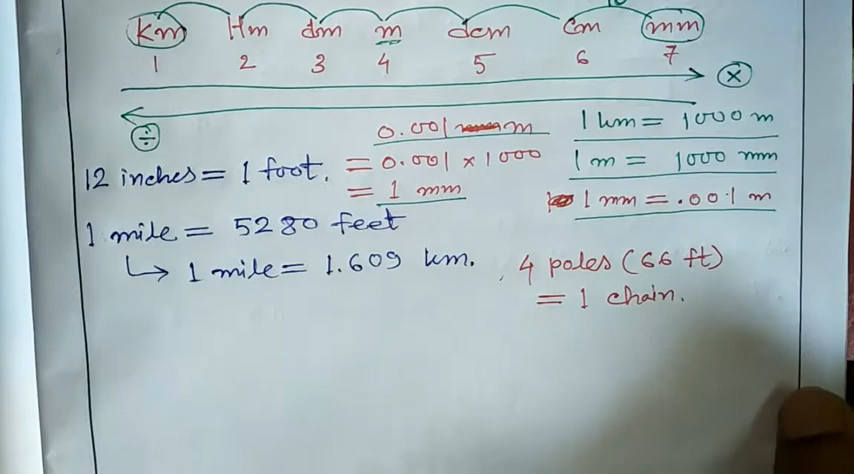 Km Hm dm m dcm Cm mm
1 2 3 4 5 6 7
×
÷
0.001 m
= 0.001 × 1000
= 1 mm
1 km = 1000 m
1 m = 1000 mm
1 mm = .001 m
12 inches = 1 foot.
1 mile = 5280 feet
↳ 1 mile = 1.609 km.
4 poles (66 ft)
= 1 chain.